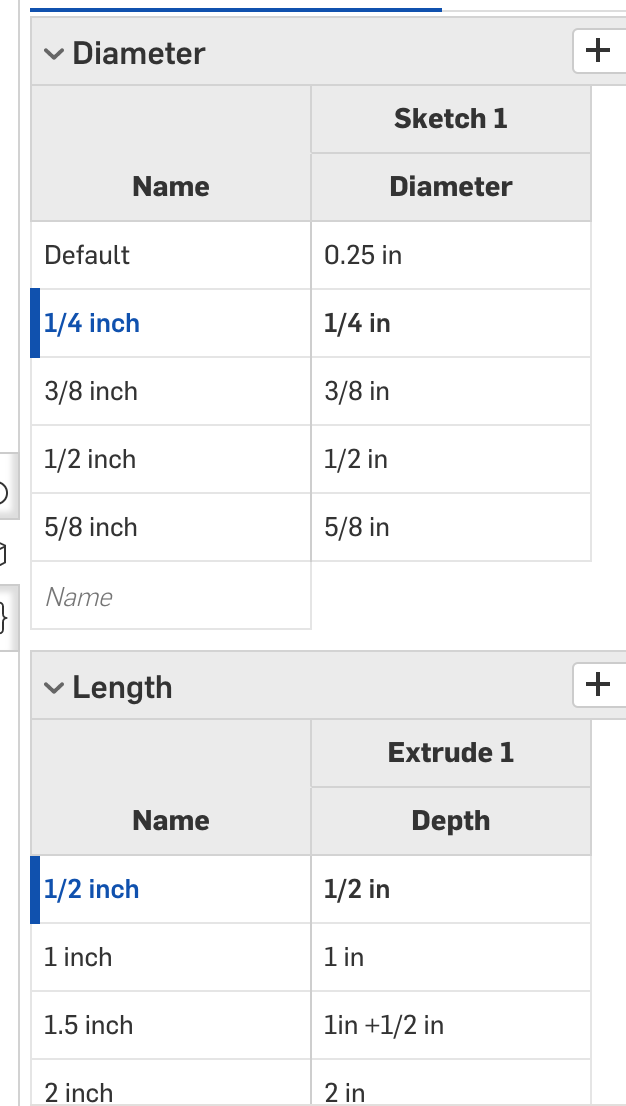 Diameter
Sketch 1
Name Diameter
Default 0.25 in
1/4 inch 1/4 in
3/8 inch 3/8 in
1/2 inch 1/2 in
5/8 inch 5/8 in
Name
Length
Extrude 1
Name Depth
1/2 inch 1/2 in
1 inch 1 in
1.5 inch 1in +1/2 in
2 inch 2 in